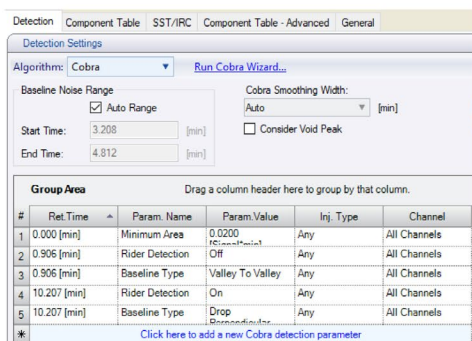 Detection Component Table SST/IRC Component Table - Advanced General
Detection Settings
Algorithm: Cobra Run Cobra Wizard...
Baseline Noise Range
Auto Range
Start Time: 3.208 [min]
End Time: 4.812 [min]
Cobra Smoothing Width:
Auto [min]
Consider Void Peak
Group Area Drag a column header here to group by that column.
# Ret.Time Param. Name Param.Value Inj. Type Channel
1 0.000 [min] Minimum Area 0.0200 [Signal*min] Any All Channels
2 0.906 [min] Rider Detection Off Any All Channels
3 0.906 [min] Baseline Type Valley To Valley Any All Channels
4 10.207 [min] Rider Detection On Any All Channels
5 10.207 [min] Baseline Type Drop Perpendicular Any All Channels
* Click here to add a new Cobra detection parameter